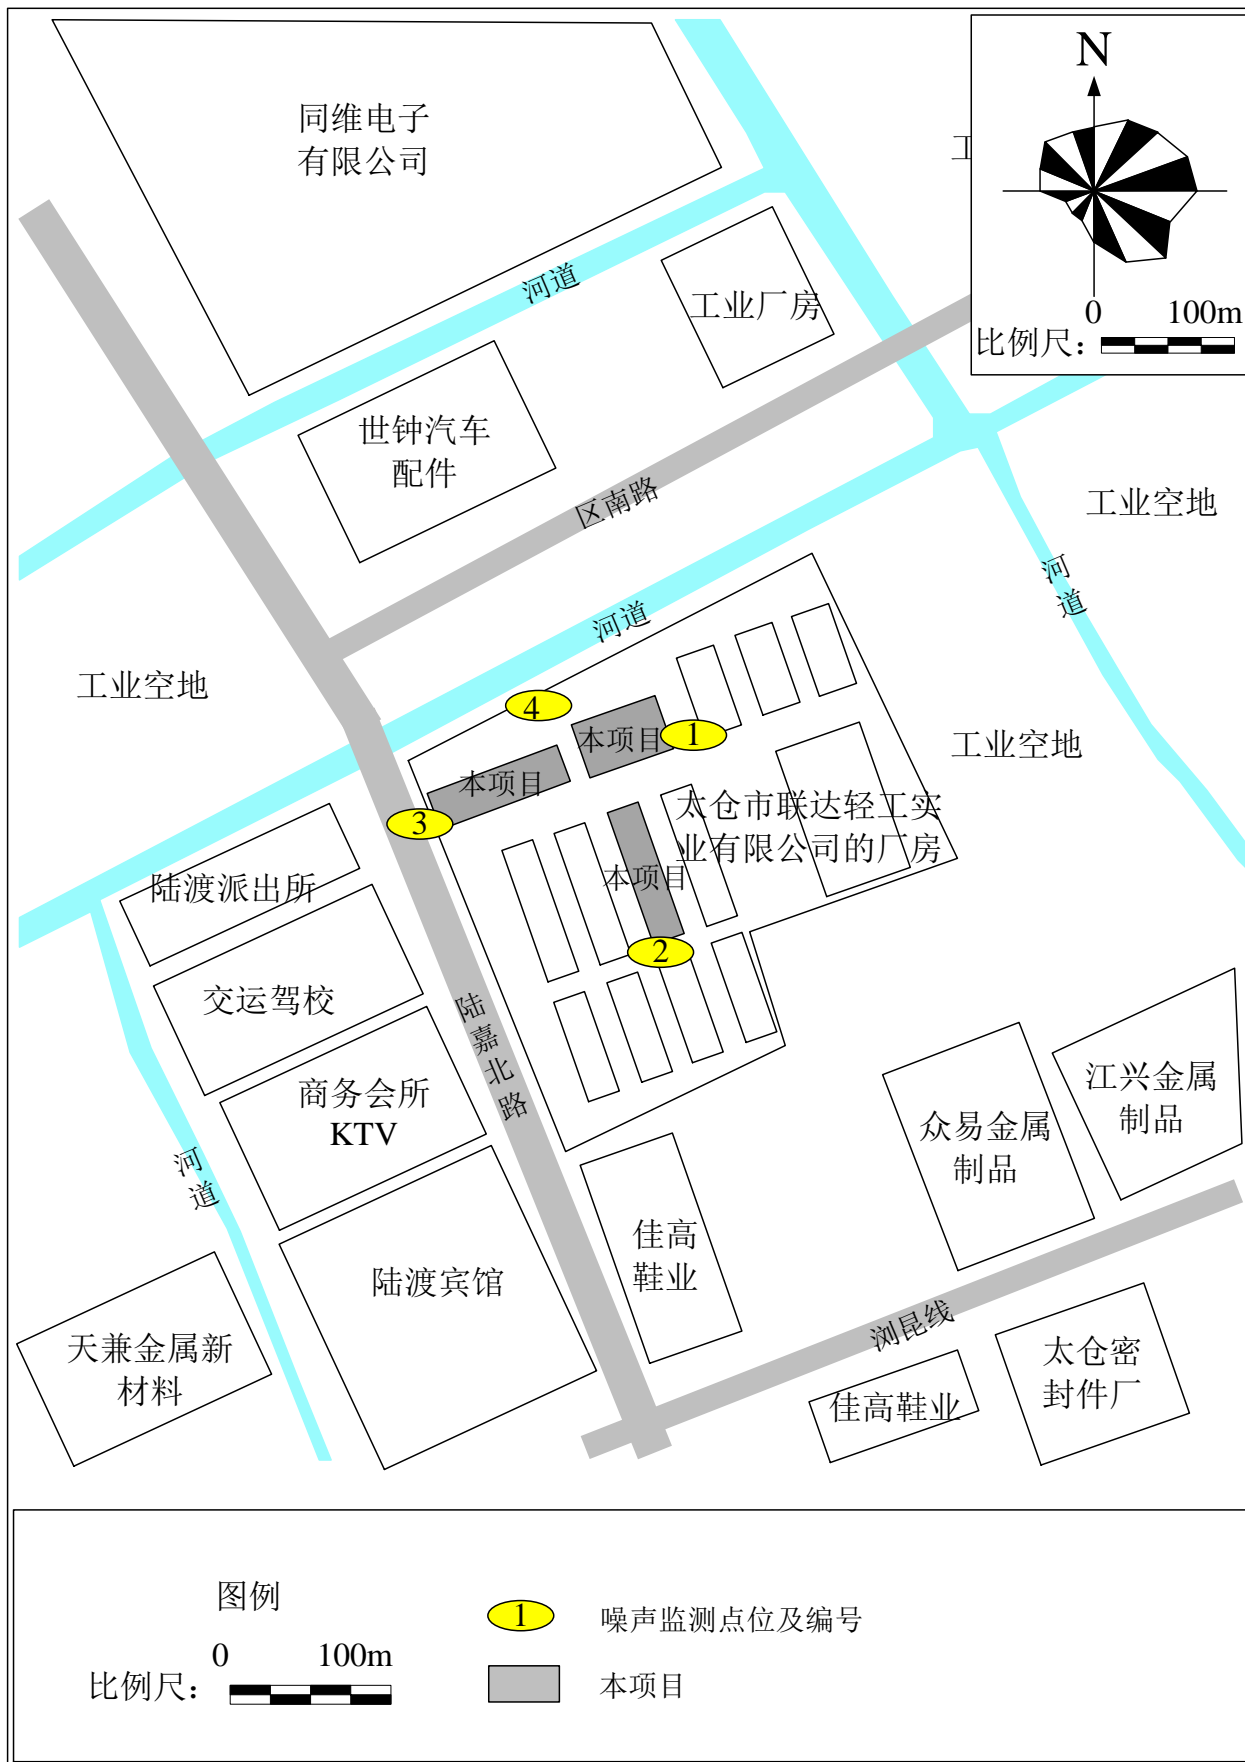 同维电子
有限公司
工
N
0 100m
比例尺：
河道
工业厂房
世钟汽车
配件
区南路
工业空地
河道
河道
工业空地
4
1
本项目
本项目
工业空地
3
太仓市联达轻工实
业有限公司的厂房
本项目
陆渡派出所
2
交运驾校
陆嘉北路
商务会所
KTV
江兴金属
制品
众易金属
制品
河道
佳高
鞋业
陆渡宾馆
浏昆线
天兼金属新
材料
太仓密
封件厂
佳高鞋业
图例
1 噪声监测点位及编号
0 100m
比例尺：
本项目